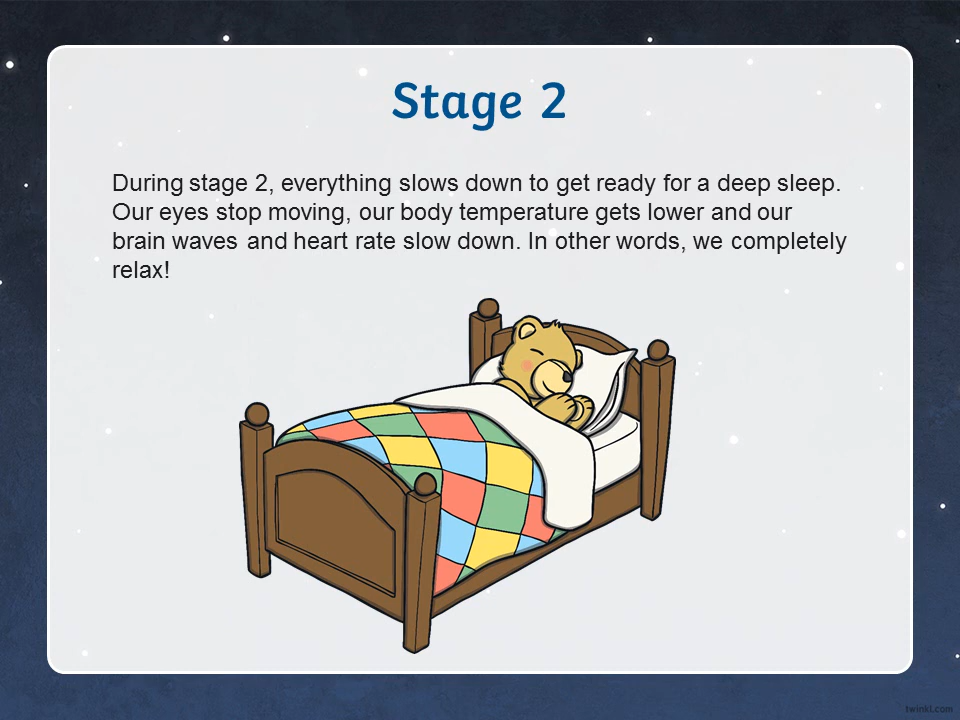 Stage 2
During stage 2, everything slows down to get ready for a deep sleep.
Our eyes stop moving, our body temperature gets lower and our
brain waves and heart rate slow down. In other words, we completely
relax!
twinkl.com